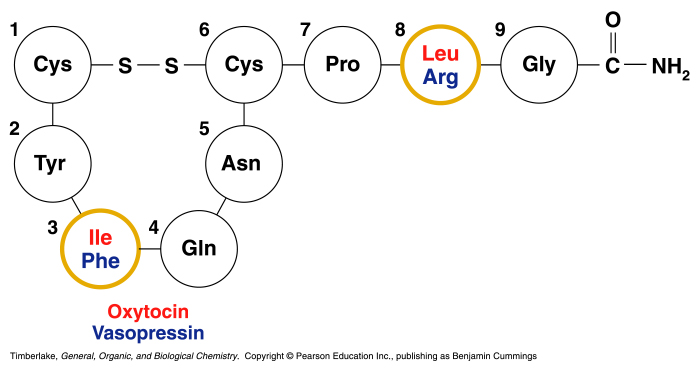 1 6 7 8 9 O
Cys S S Cys Pro Leu Gly C NH2
Arg
2 5
Tyr Asn
3 4
Ile Gln
Phe
Oxytocin
Vasopressin
Timberlake, General, Organic, and Biological Chemistry. Copyright © Pearson Education Inc., publishing as Benjamin Cummings